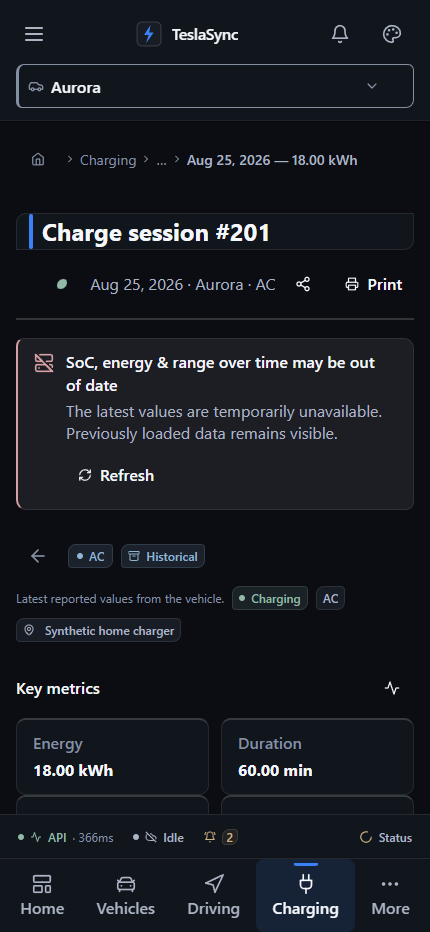 TeslaSync
Aurora
Charging ... Aug 25, 2026 — 18.00 kWh
Charge session #201
Aug 25, 2026 · Aurora · AC Print
SoC, energy & range over time may be out
of date
The latest values are temporarily unavailable.
Previously loaded data remains visible.
Refresh
AC Historical
Latest reported values from the vehicle. Charging AC
Synthetic home charger
Key metrics
Energy Duration
18.00 kWh 60.00 min
API · 366ms Idle 2 Status
Home Vehicles Driving Charging More